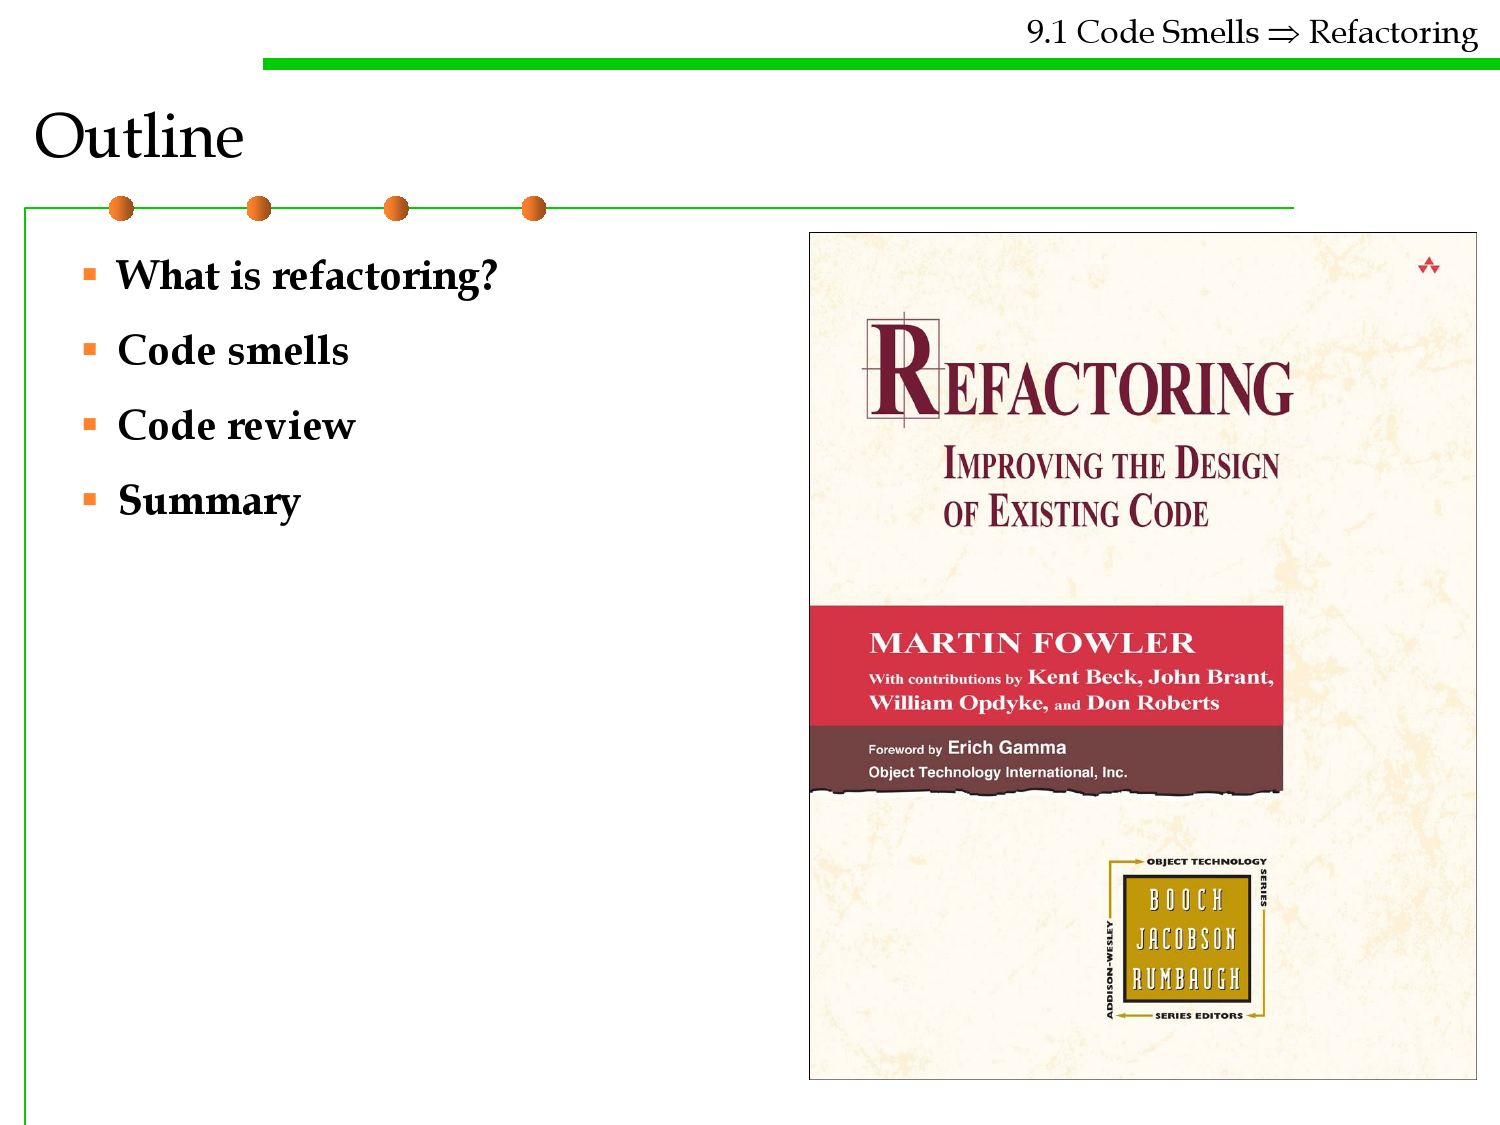 9.1 Code Smells ⇒ Refactoring
Outline
What is refactoring?
Code smells
Code review
Summary
REFACTORING
IMPROVING THE DESIGN
OF EXISTING CODE
MARTIN FOWLER
With contributions by Kent Beck, John Brant,
William Opdyke, and Don Roberts
Foreword by Erich Gamma
Object Technology International, Inc.
OBJECT TECHNOLOGY
SERIES
BOOCH
JACOBSON
RUMBAUGH
ADDISON-WESLEY
SERIES EDITORS